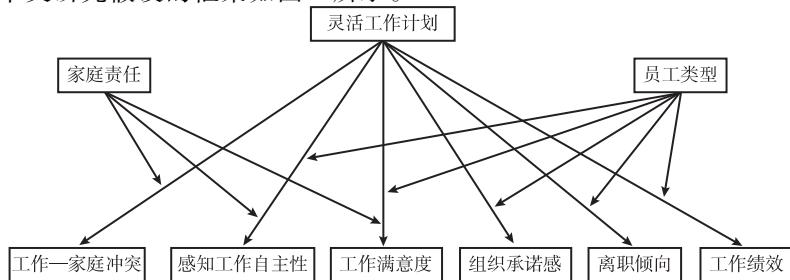 灵活工作计划
家庭责任
员工类型
工作—家庭冲突
感知工作自主性
工作满意度
组织承诺感
离职倾向
工作绩效